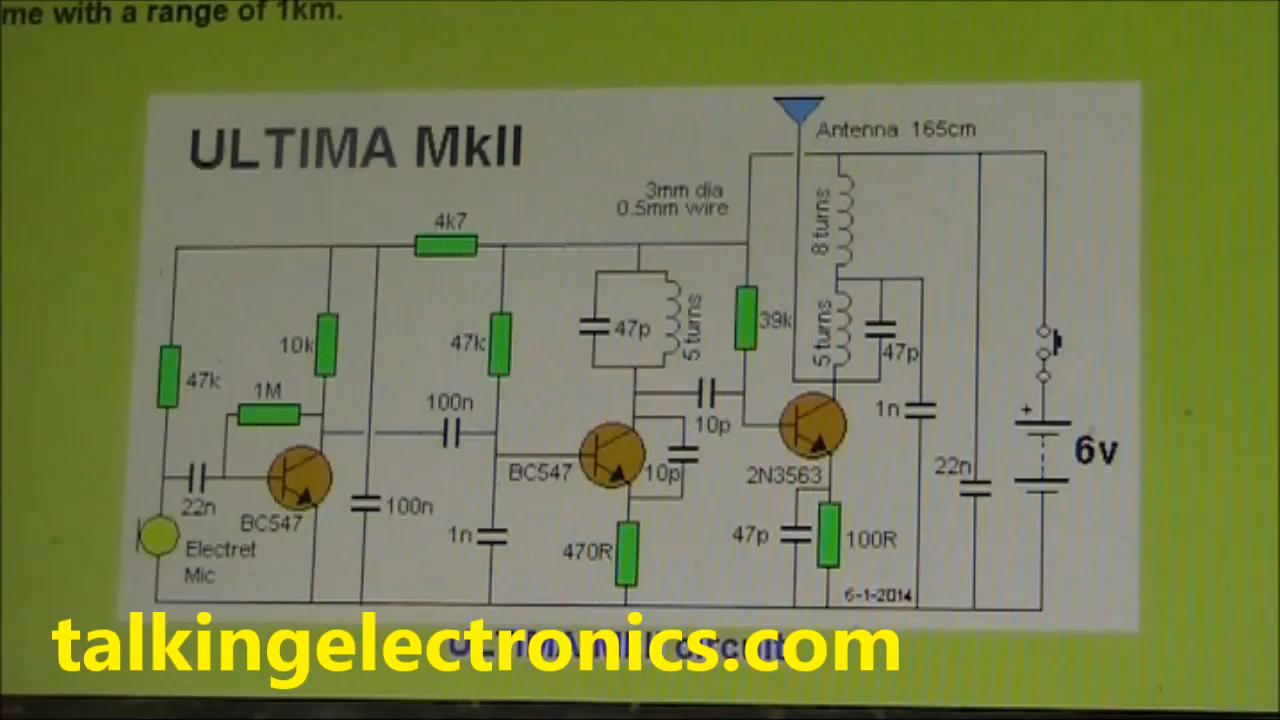 me with a range of 1km.
ULTIMA MkII
Antenna 165cm
3mm dia
0.5mm wire
8 turns
4k7
47p
5 turns
39k
5 turns
47p
10k
47k
47k
1M
100n
10p
1n
+
6v
22n
BC547
10p
2N3563
22n
BC547
100n
1n
470R
47p
100R
Electret
Mic
6-1-2014
talkingelectronics.com